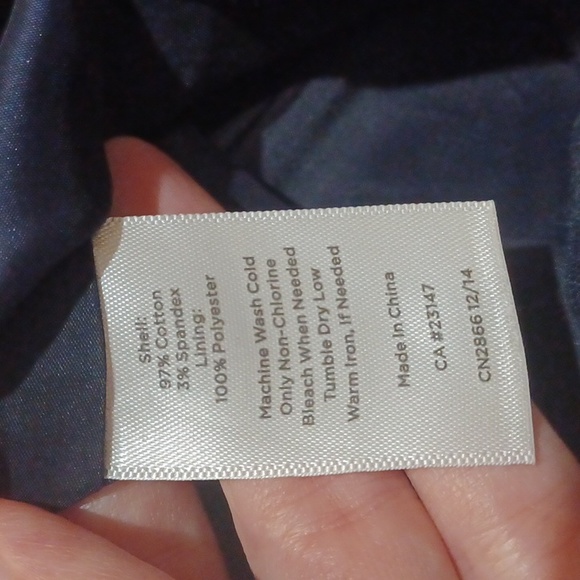 Shell:
97% Cotton
3% Spandex
Lining:
100% Polyester
Machine Wash Cold
Only Non-Chlorine
Bleach When Needed
Tumble Dry Low
Warm Iron, If Needed
Made in China
CA #23147
CN2866 12/14